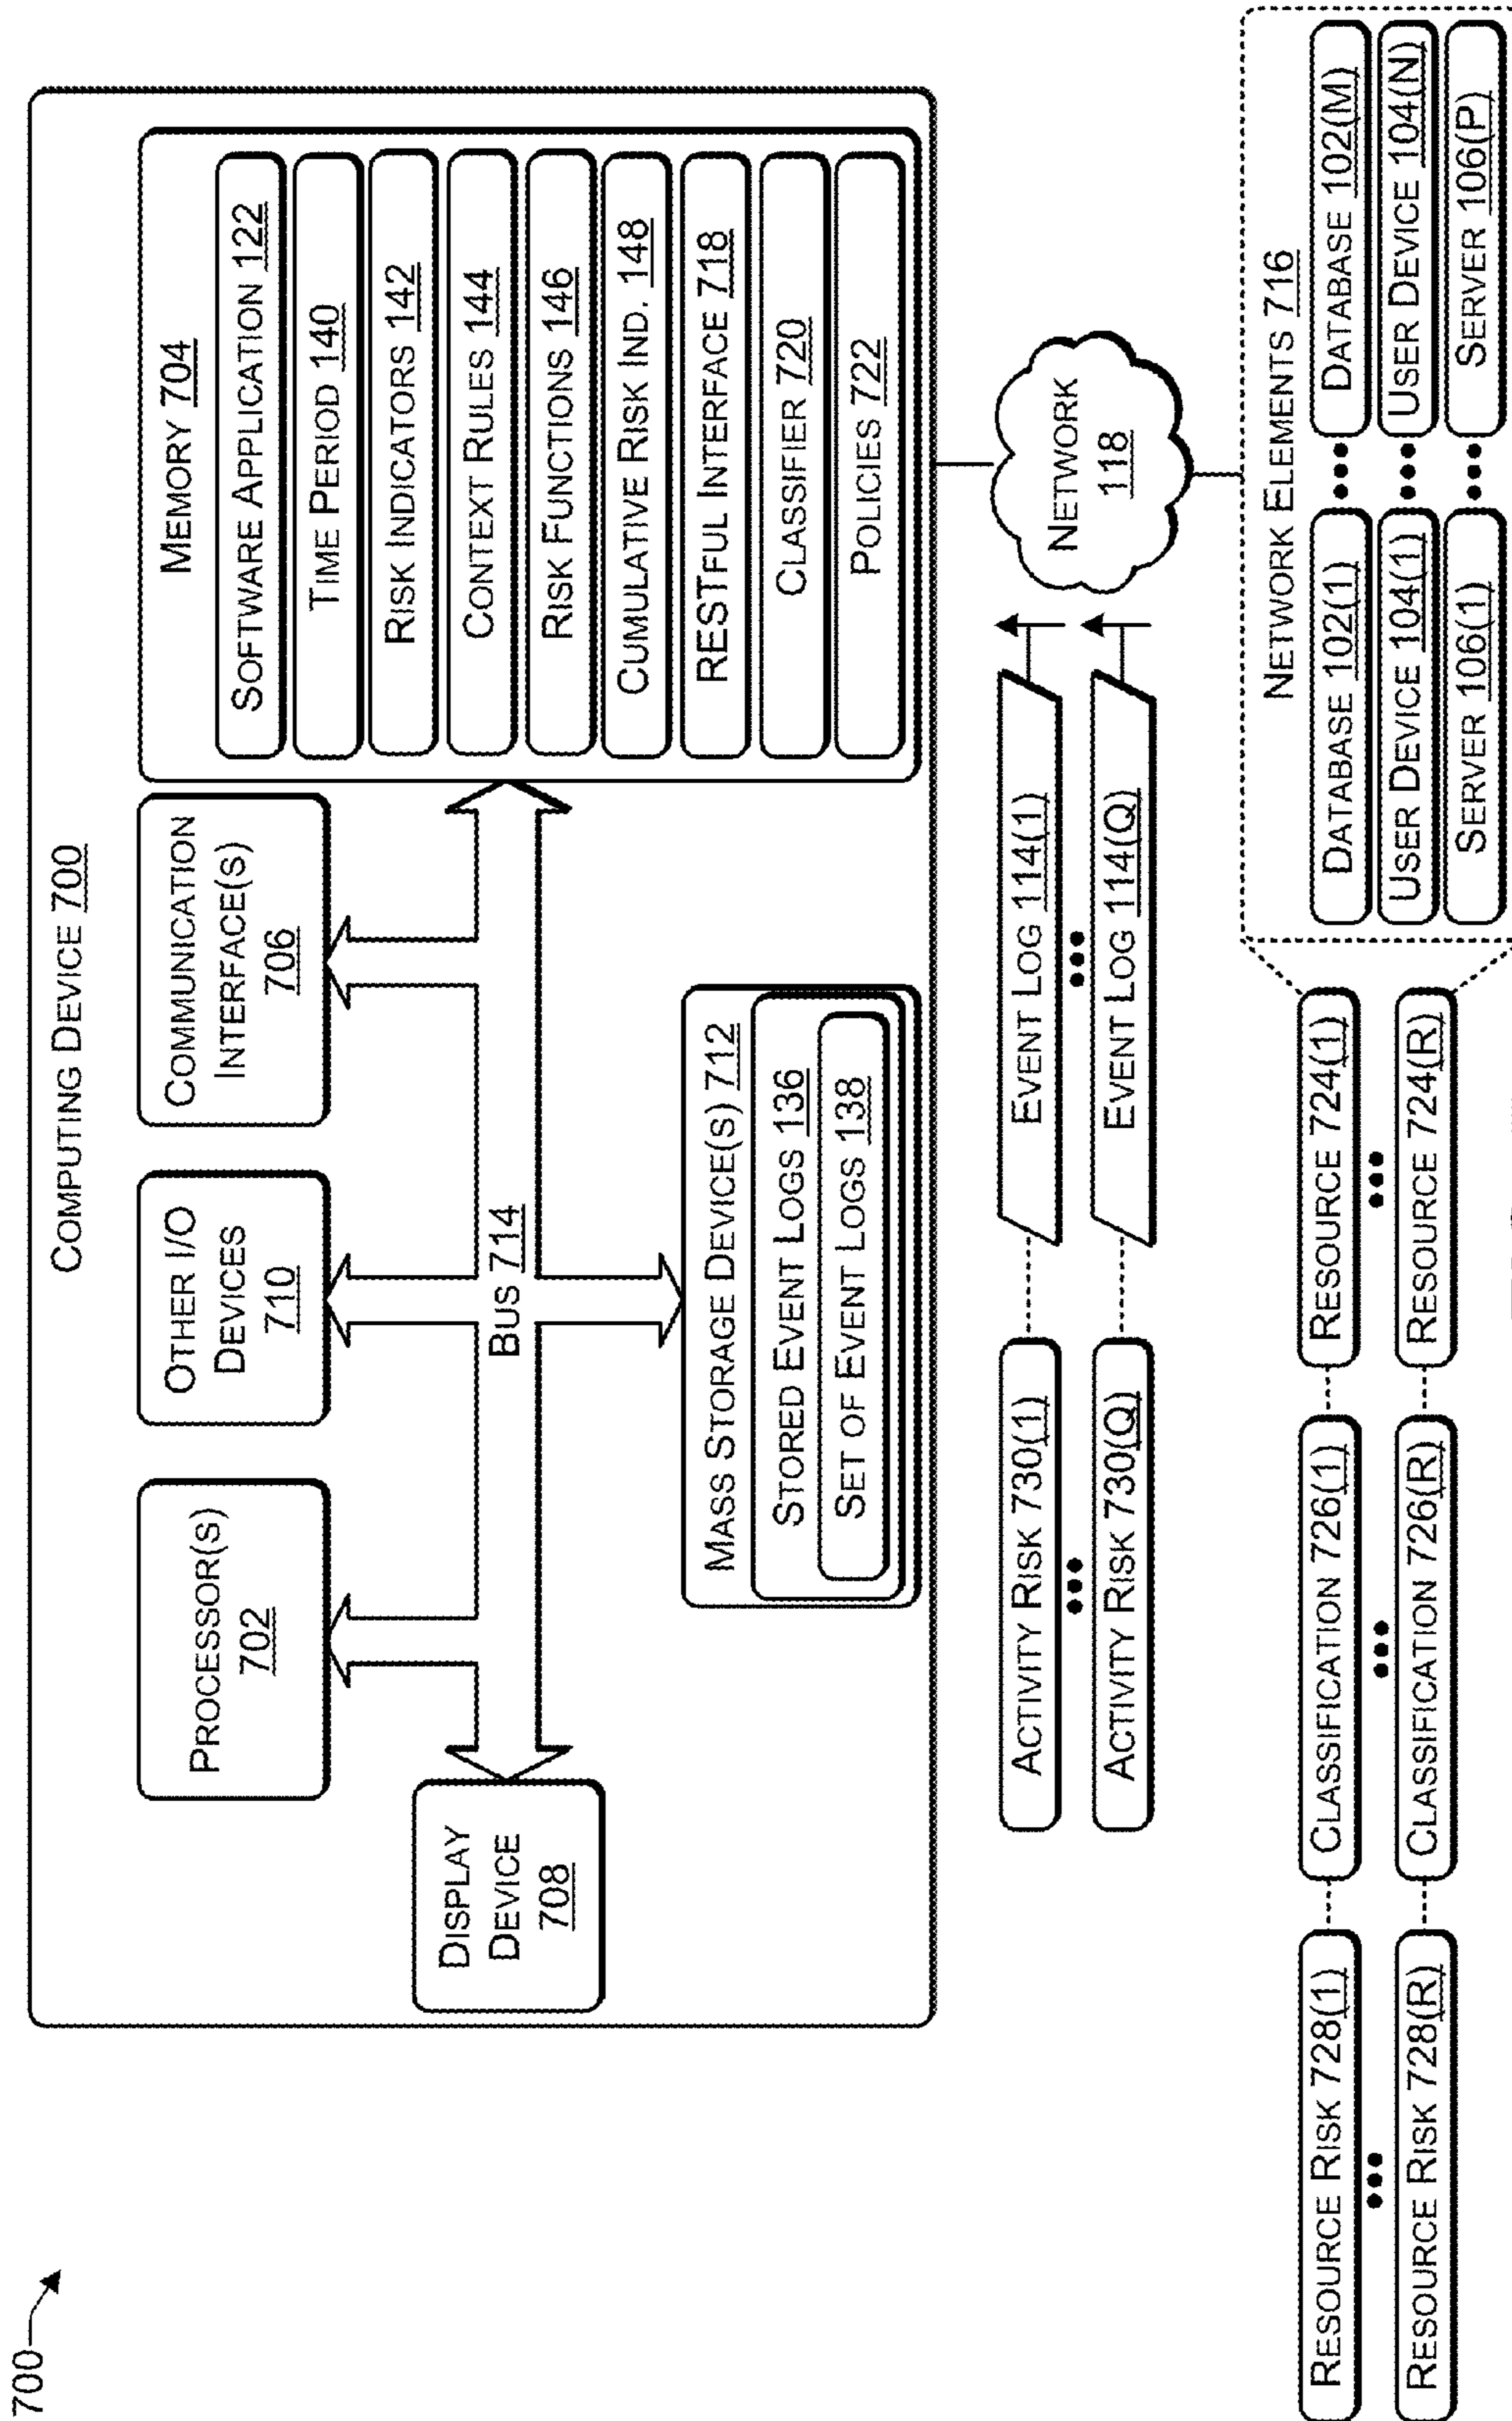 700
COMPUTING DEVICE 700
PROCESSOR(S)
702
OTHER I/O
DEVICES
710
COMMUNICATION
INTERFACE(S)
706
MEMORY 704
SOFTWARE APPLICATION 122
TIME PERIOD 140
RISK INDICATORS 142
CONTEXT RULES 144
RISK FUNCTIONS 146
CUMULATIVE RISK IND. 148
RESTFUL INTERFACE 718
CLASSIFIER 720
POLICIES 722
DISPLAY
DEVICE
708
BUS 714
MASS STORAGE DEVICE(S) 712
STORED EVENT LOGS 136
SET OF EVENT LOGS 138
ACTIVITY RISK 730(1)
•••
ACTIVITY RISK 730(Q)
EVENT LOG 114(1)
•••
EVENT LOG 114(Q)
NETWORK
118
RESOURCE RISK 728(1)
•••
RESOURCE RISK 728(R)
CLASSIFICATION 726(1)
•••
CLASSIFICATION 726(R)
RESOURCE 724(1)
•••
RESOURCE 724(R)
NETWORK ELEMENTS 716
DATABASE 102(1) ••• DATABASE 102(M)
USER DEVICE 104(1) ••• USER DEVICE 104(N)
SERVER 106(1) ••• SERVER 106(P)